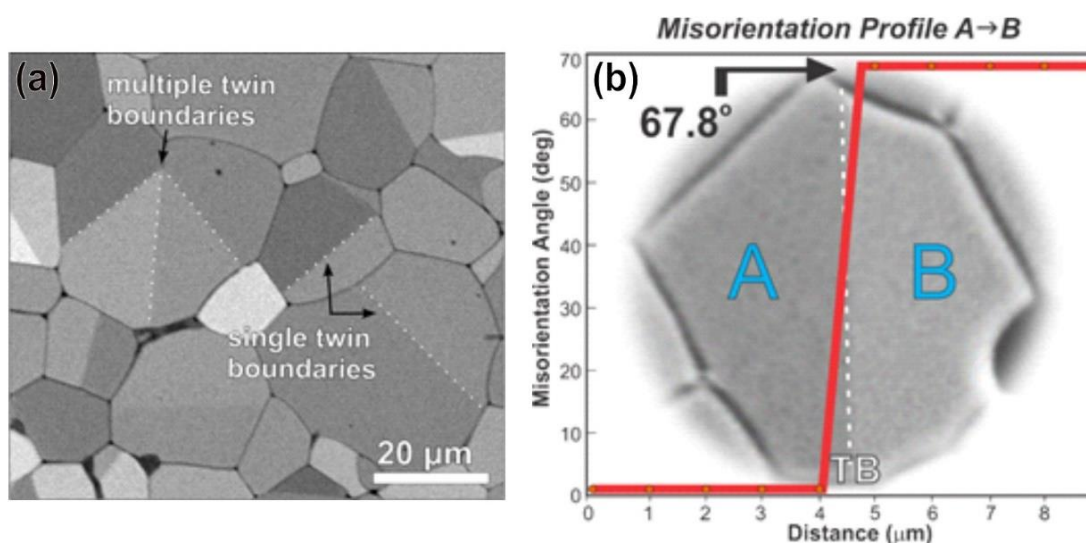 (a)
multiple twin
boundaries
single twin
boundaries
20 μm
Misorientation Profile A→B
(b)
67.8°
A
B
TB
Misorientation Angle (deg)
70
60
50
40
30
20
10
0
0 1 2 3 4 5 6 7 8
Distance (μm)